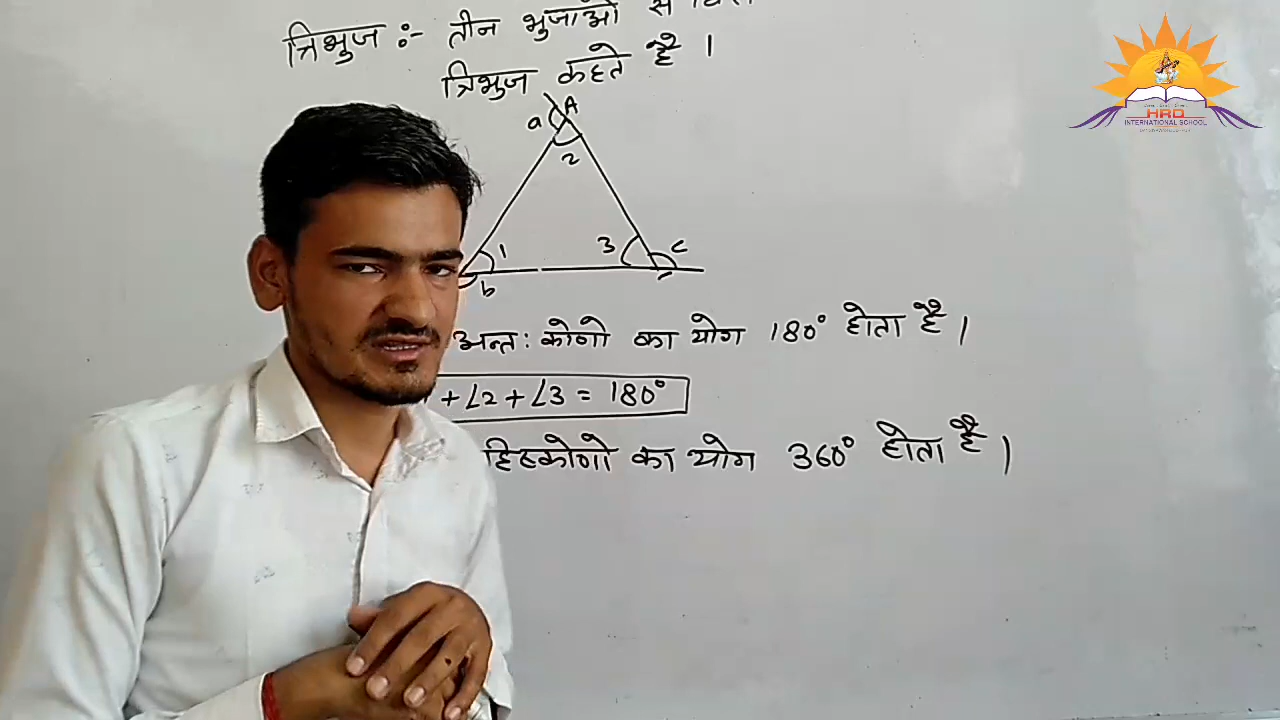 त्रिभुज :- तीन भुजाओं से
त्रिभुज कहते है ।
A
a
2
1
3
c
b
अन्त: कोणो का योग 180° होता है ।
+ ∠2 + ∠3 = 180°
का योग 360° होता है ।
HRD
INTERNATIONAL SCHOOL